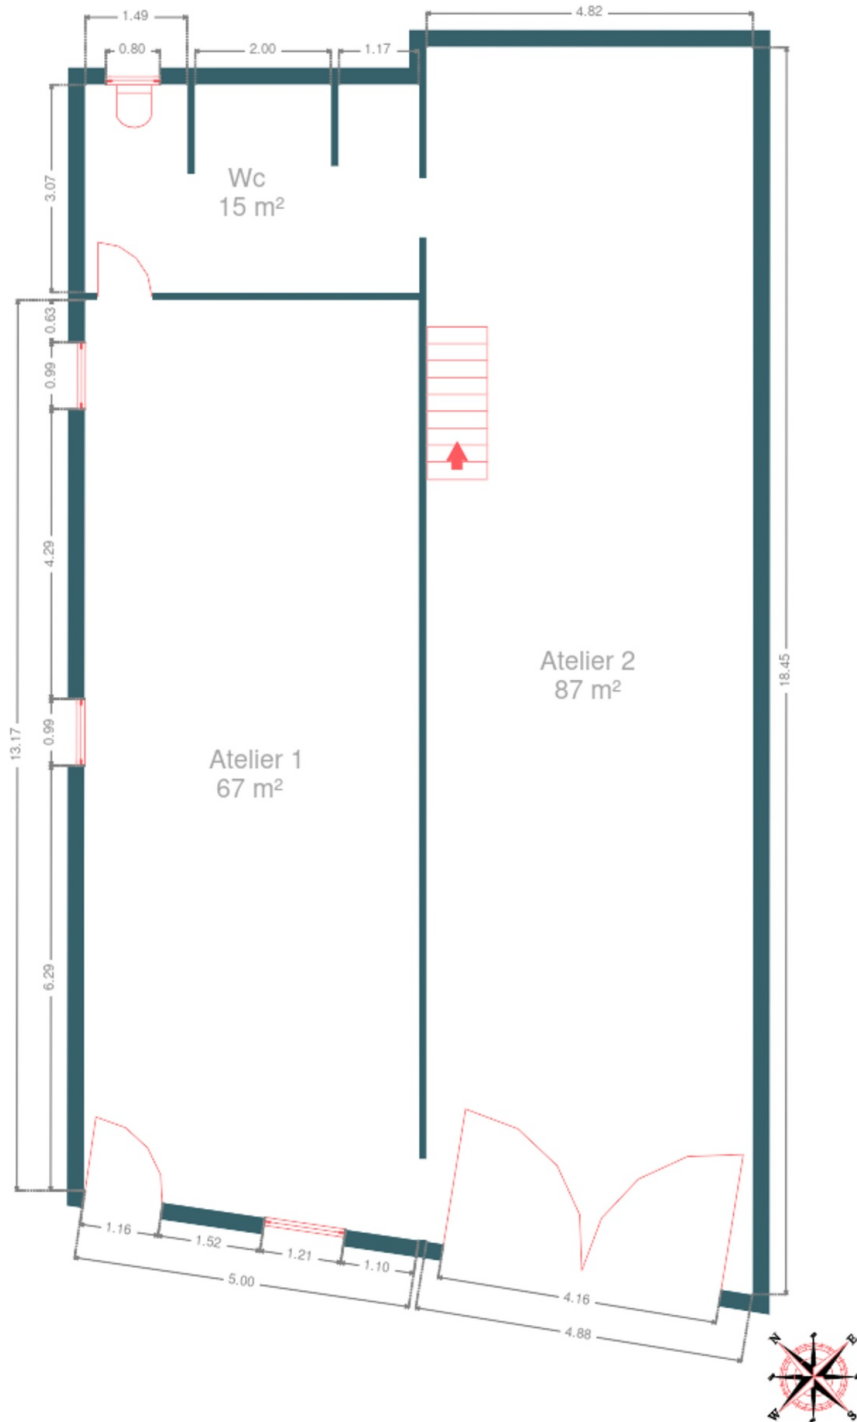 4.82
1.49
0.80
2.00
1.17
3.07
Wc
15 m²
0.63
0.99
4.29
Atelier 2
87 m²
18.45
0.99
13.17
Atelier 1
67 m²
6.29
1.16
1.52
1.21
1.10
5.00
4.16
4.88
N
E
W
S